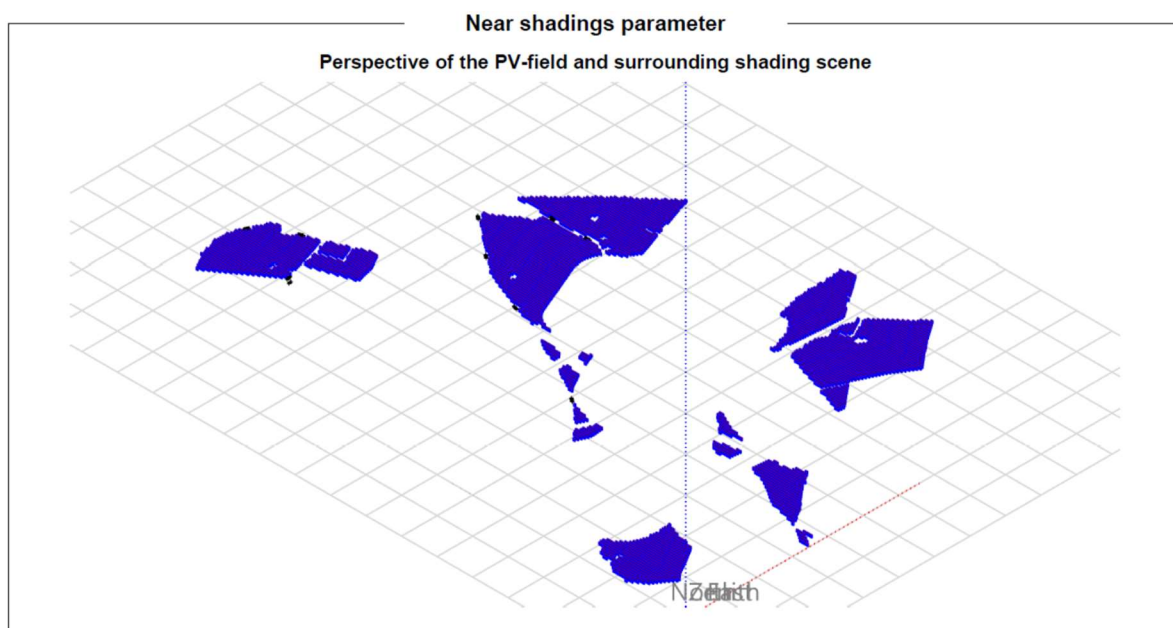 Near shadings parameter
Perspective of the PV-field and surrounding shading scene